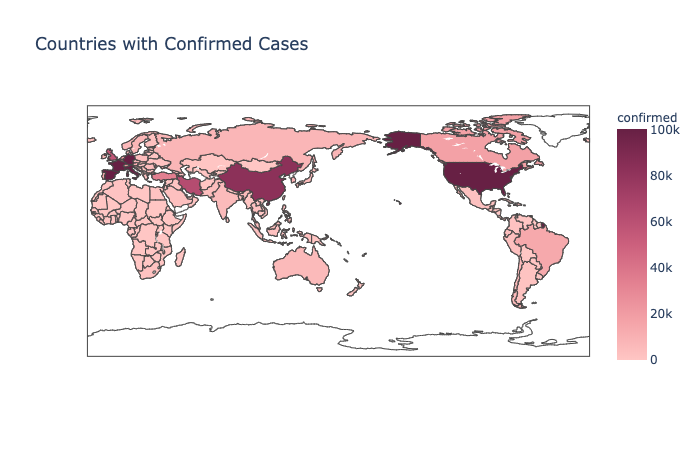 Countries with Confirmed Cases
confirmed
100k
80k
60k
40k
20k
0